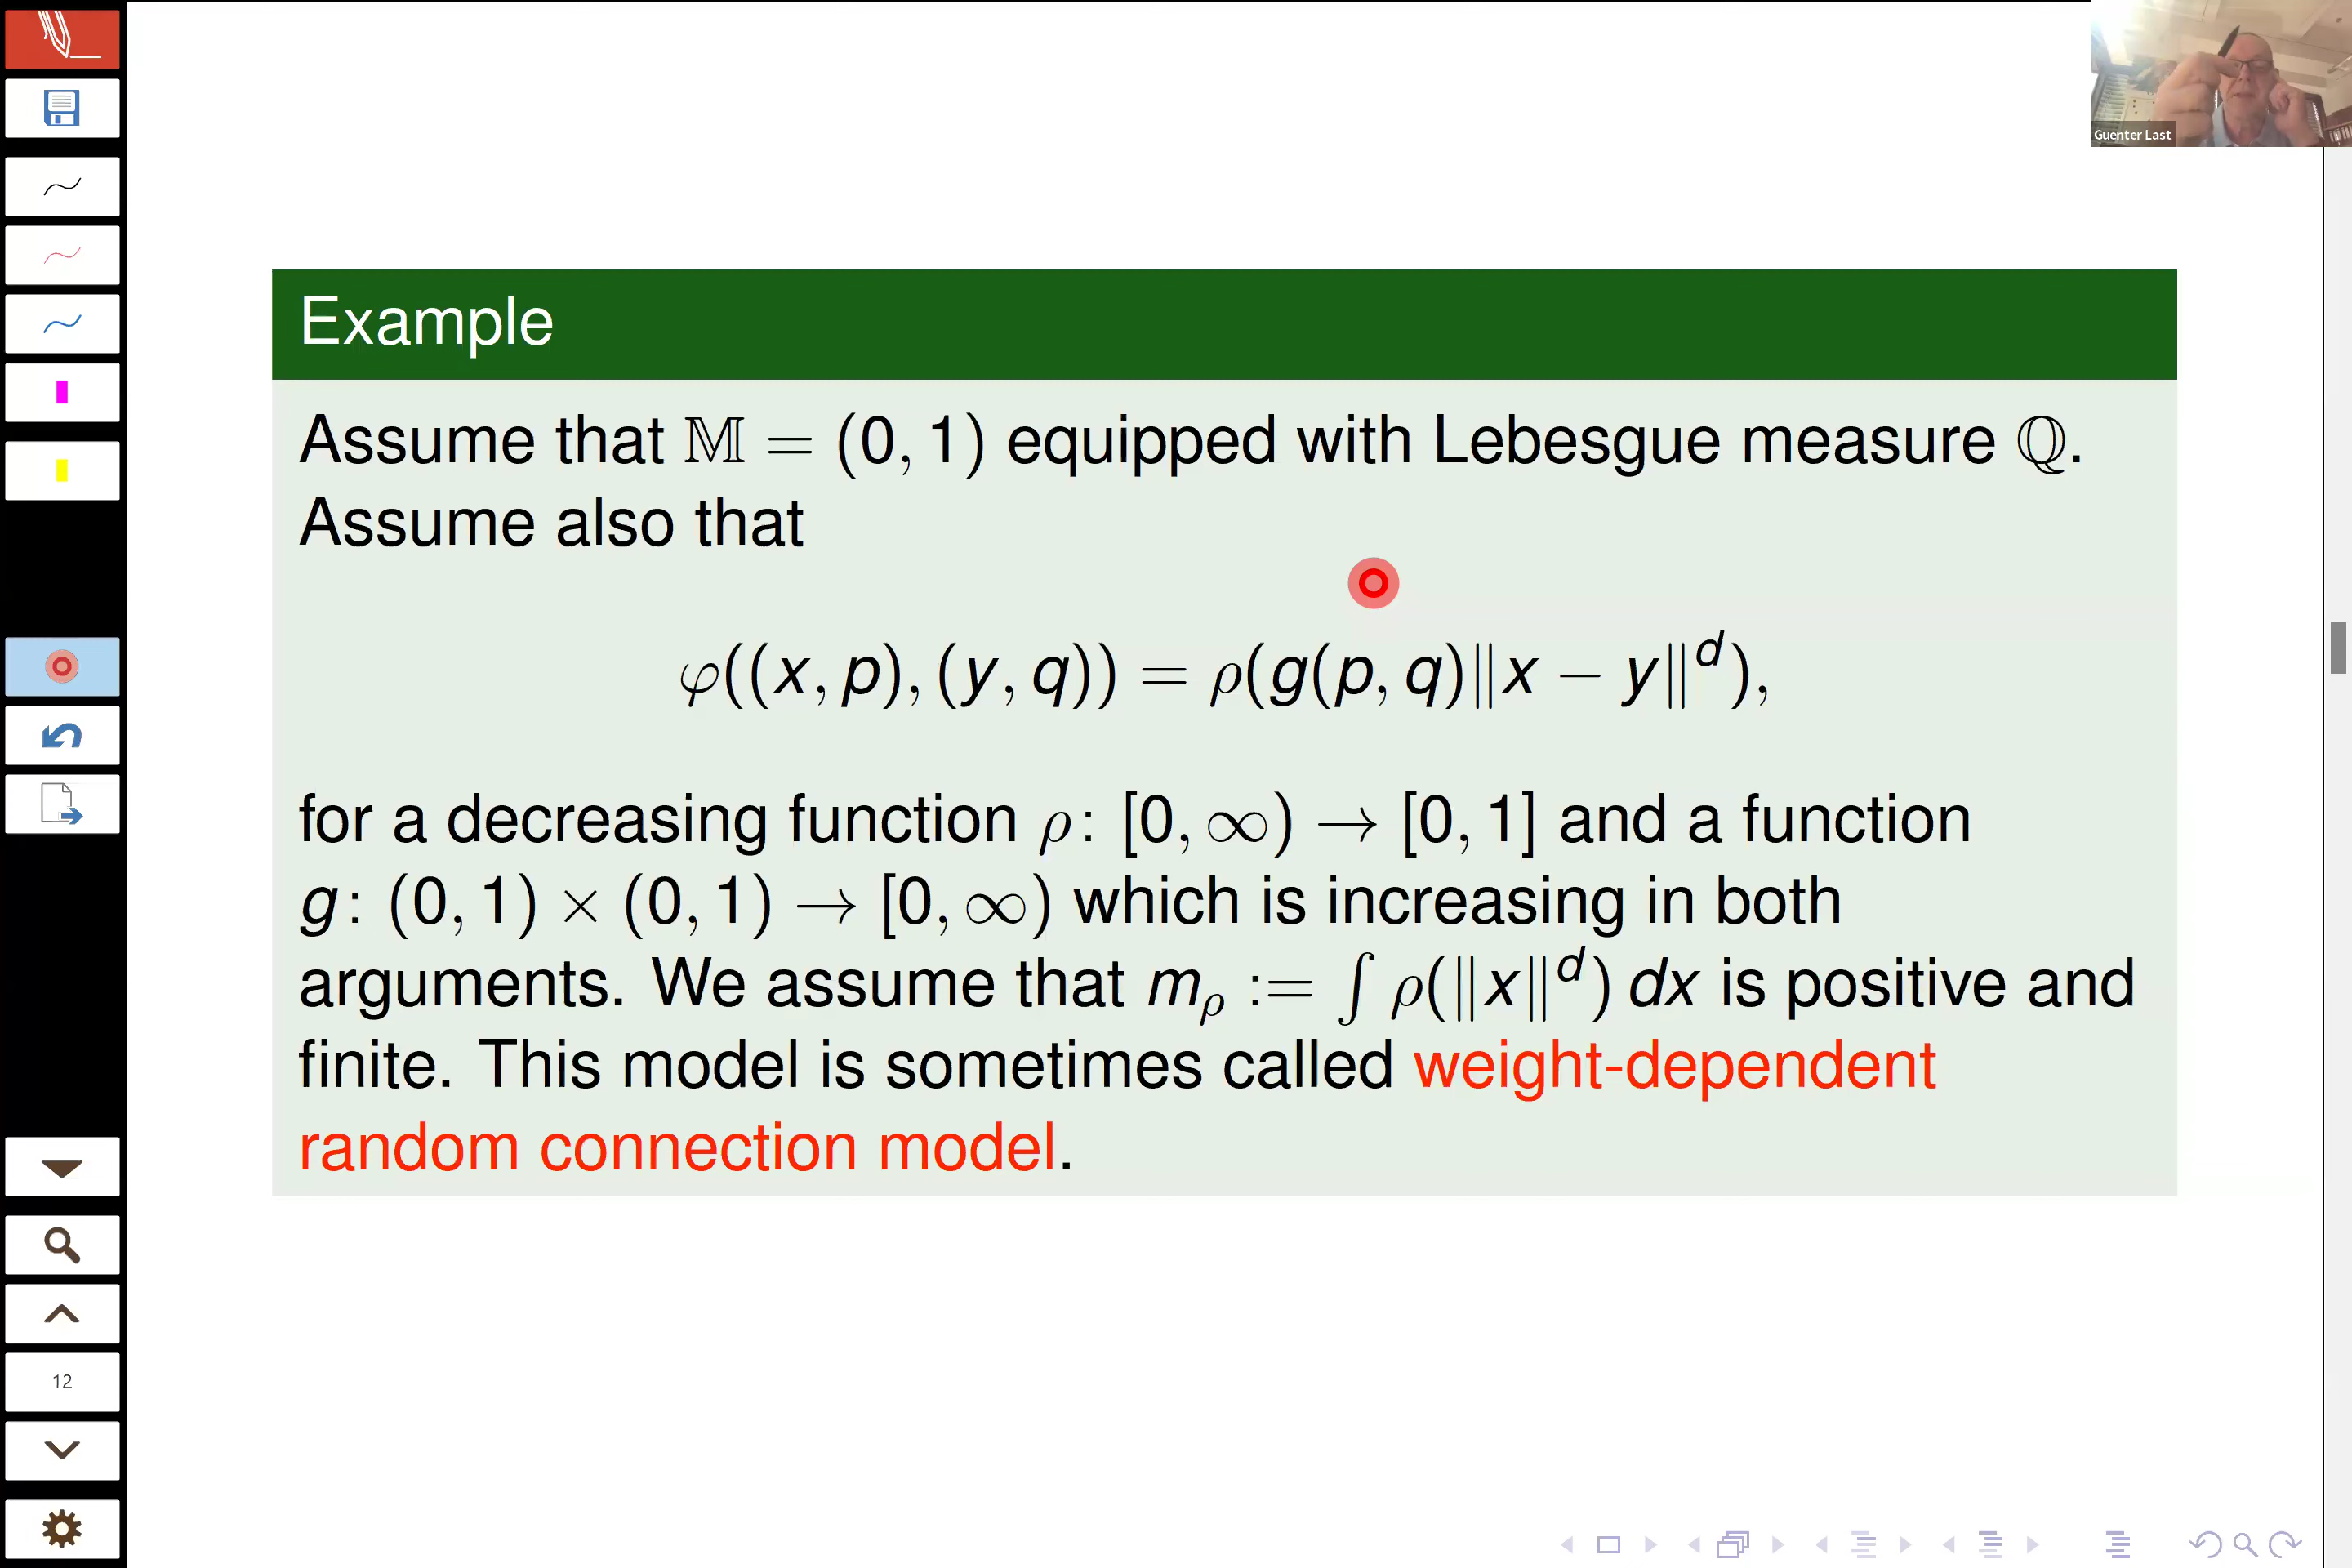 Guenter Last
Example
Assume that 𝕄 = (0, 1) equipped with Lebesgue measure ℚ.
Assume also that
φ((x, p), (y, q)) = ρ(g(p, q)‖x − y‖^d),
for a decreasing function ρ: [0, ∞) → [0, 1] and a function
g: (0, 1) × (0, 1) → [0, ∞) which is increasing in both
arguments. We assume that m_ρ := ∫ ρ(‖x‖^d) dx is positive and
finite. This model is sometimes called weight-dependent
random connection model.
12